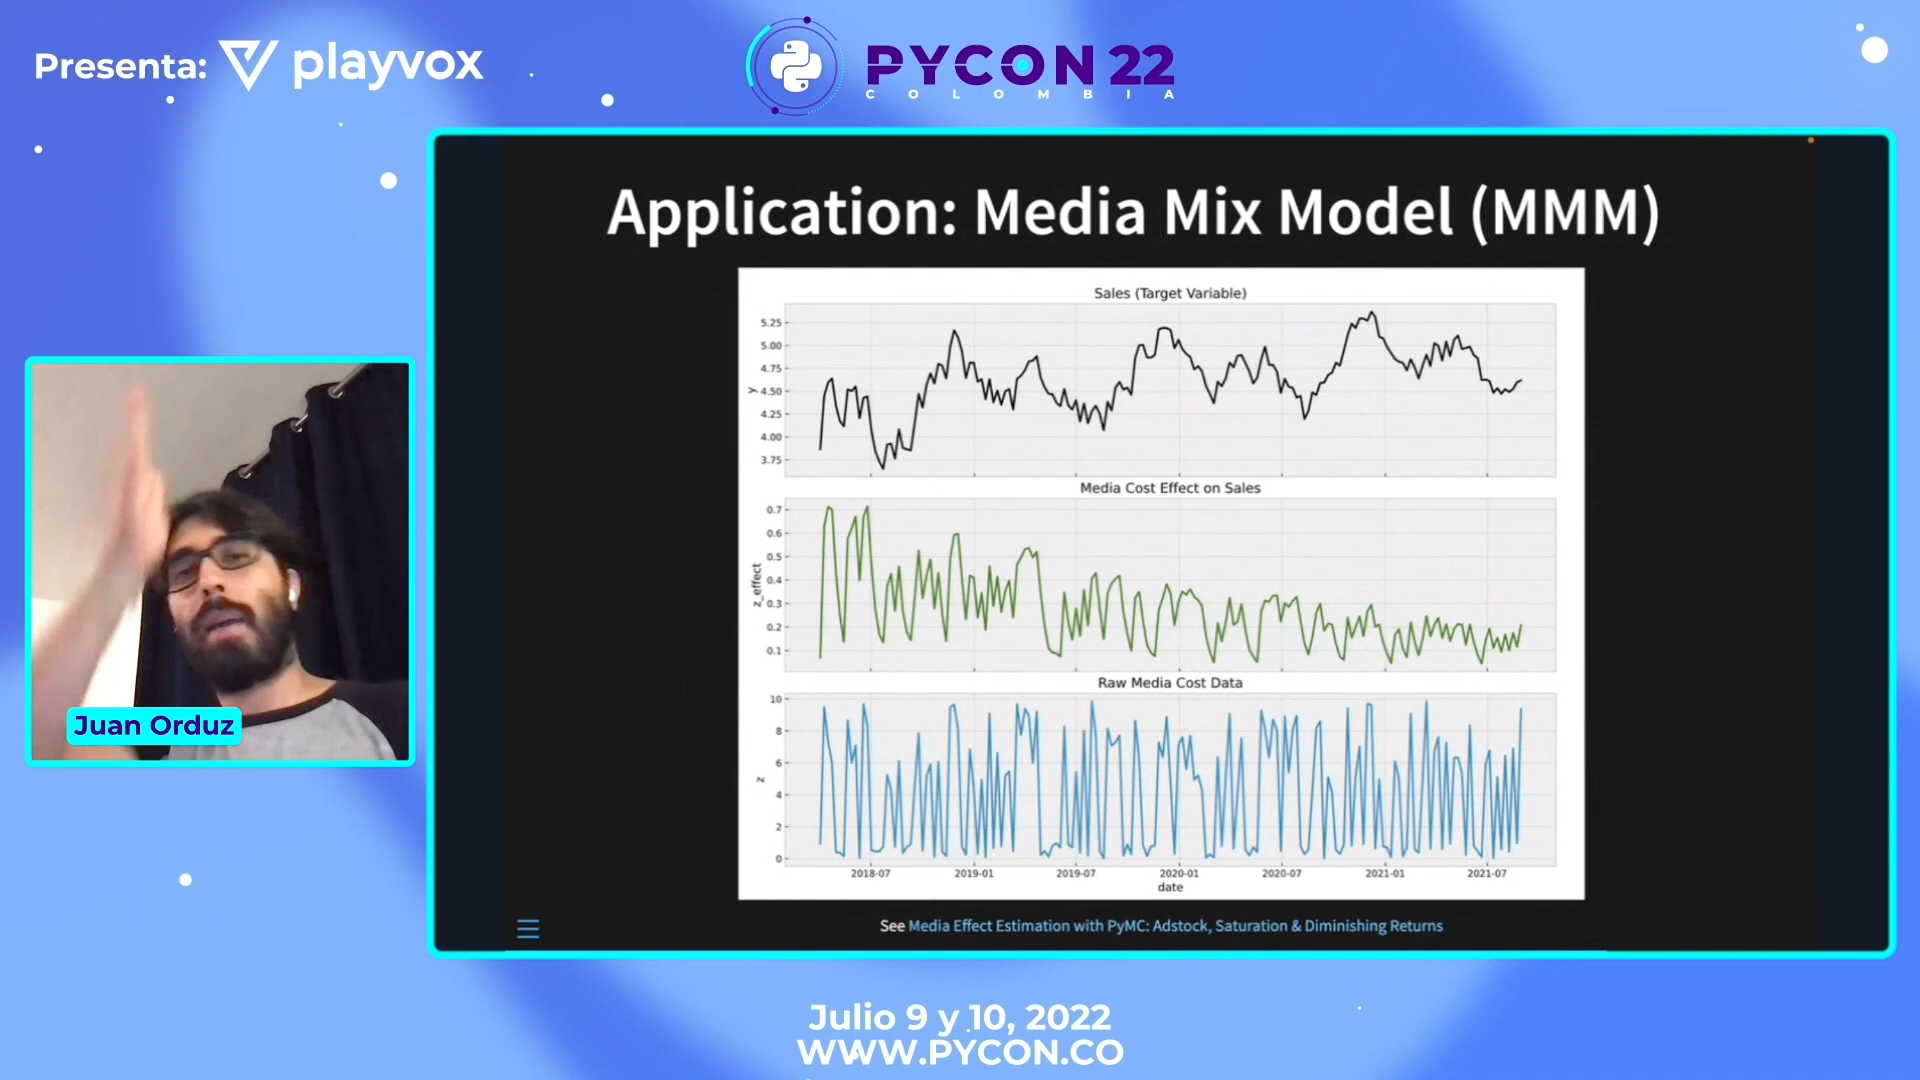 Presenta: playvox
PYCON 22
COLOMBIA
Application: Media Mix Model (MMM)
Sales (Target Variable)
5.25
5.00
4.75
4.50
4.25
4.00
3.75
y
Media Cost Effect on Sales
0.7
0.6
0.5
0.4
0.3
0.2
0.1
z_effect
Raw Media Cost Data
10
8
6
4
2
0
z
2018-07 2019-01 2019-07 2020-01 2020-07 2021-01 2021-07
date
See Media Effect Estimation with PyMC: Adstock, Saturation & Diminishing Returns
Juan Orduz
Julio 9 y 10, 2022
WWW.PYCON.CO